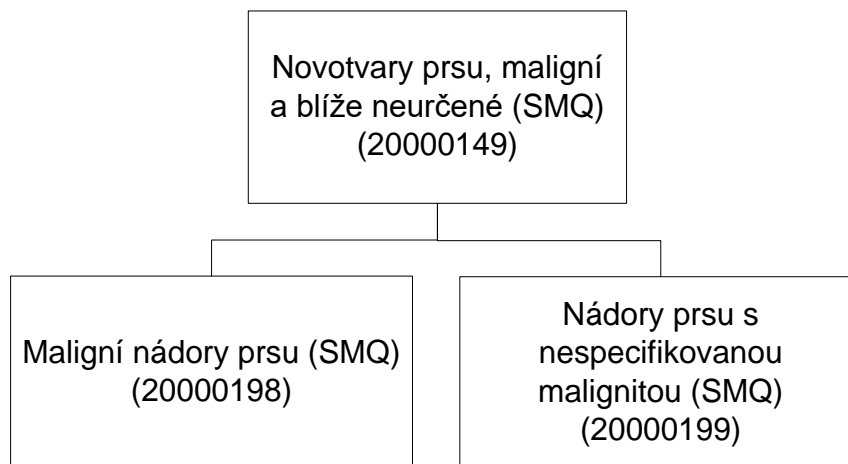 Novotvary prsu, maligní
a blíže neurčené (SMQ)
(20000149)
Maligní nádory prsu (SMQ)
(20000198)
Nádory prsu s
nespecifikovanou
malignitou (SMQ)
(20000199)